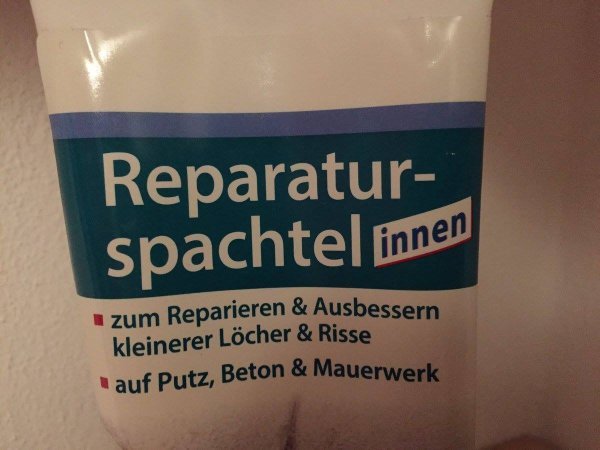 Reparatur-
spachtel innen
zum Reparieren & Ausbessern
kleinerer Löcher & Risse
auf Putz, Beton & Mauerwerk